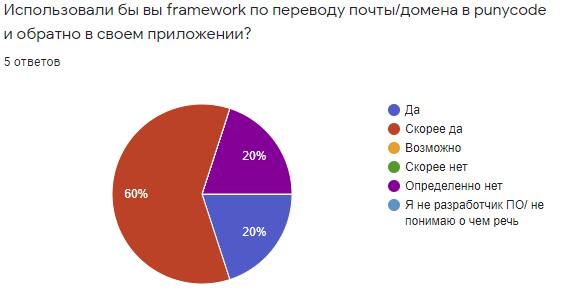 Использовали бы вы framework по переводу почты/домена в punycode
и обратно в своем приложении?
5 ответов
Да
Скорее да
Возможно
Скорее нет
Определенно нет
Я не разработчик ПО/ не
понимаю о чем речь
20%
60%
20%